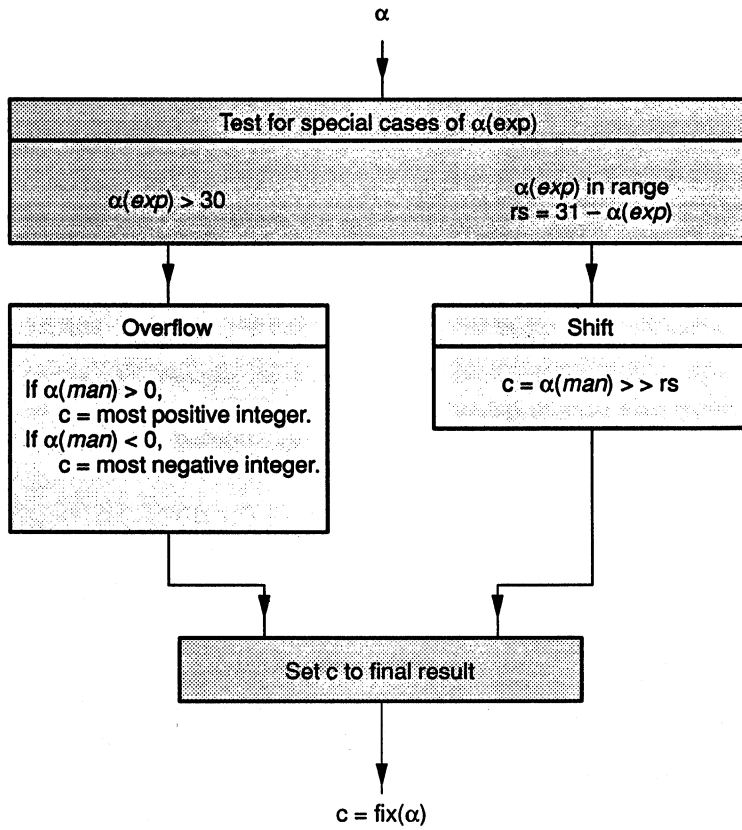 α
Test for special cases of α(exp)
α(exp) > 30
α(exp) in range
rs = 31 – α(exp)
Overflow
If α(man) > 0,
c = most positive integer.
If α(man) < 0,
c = most negative integer.
Shift
c = α(man) > > rs
Set c to final result
c = fix(α)